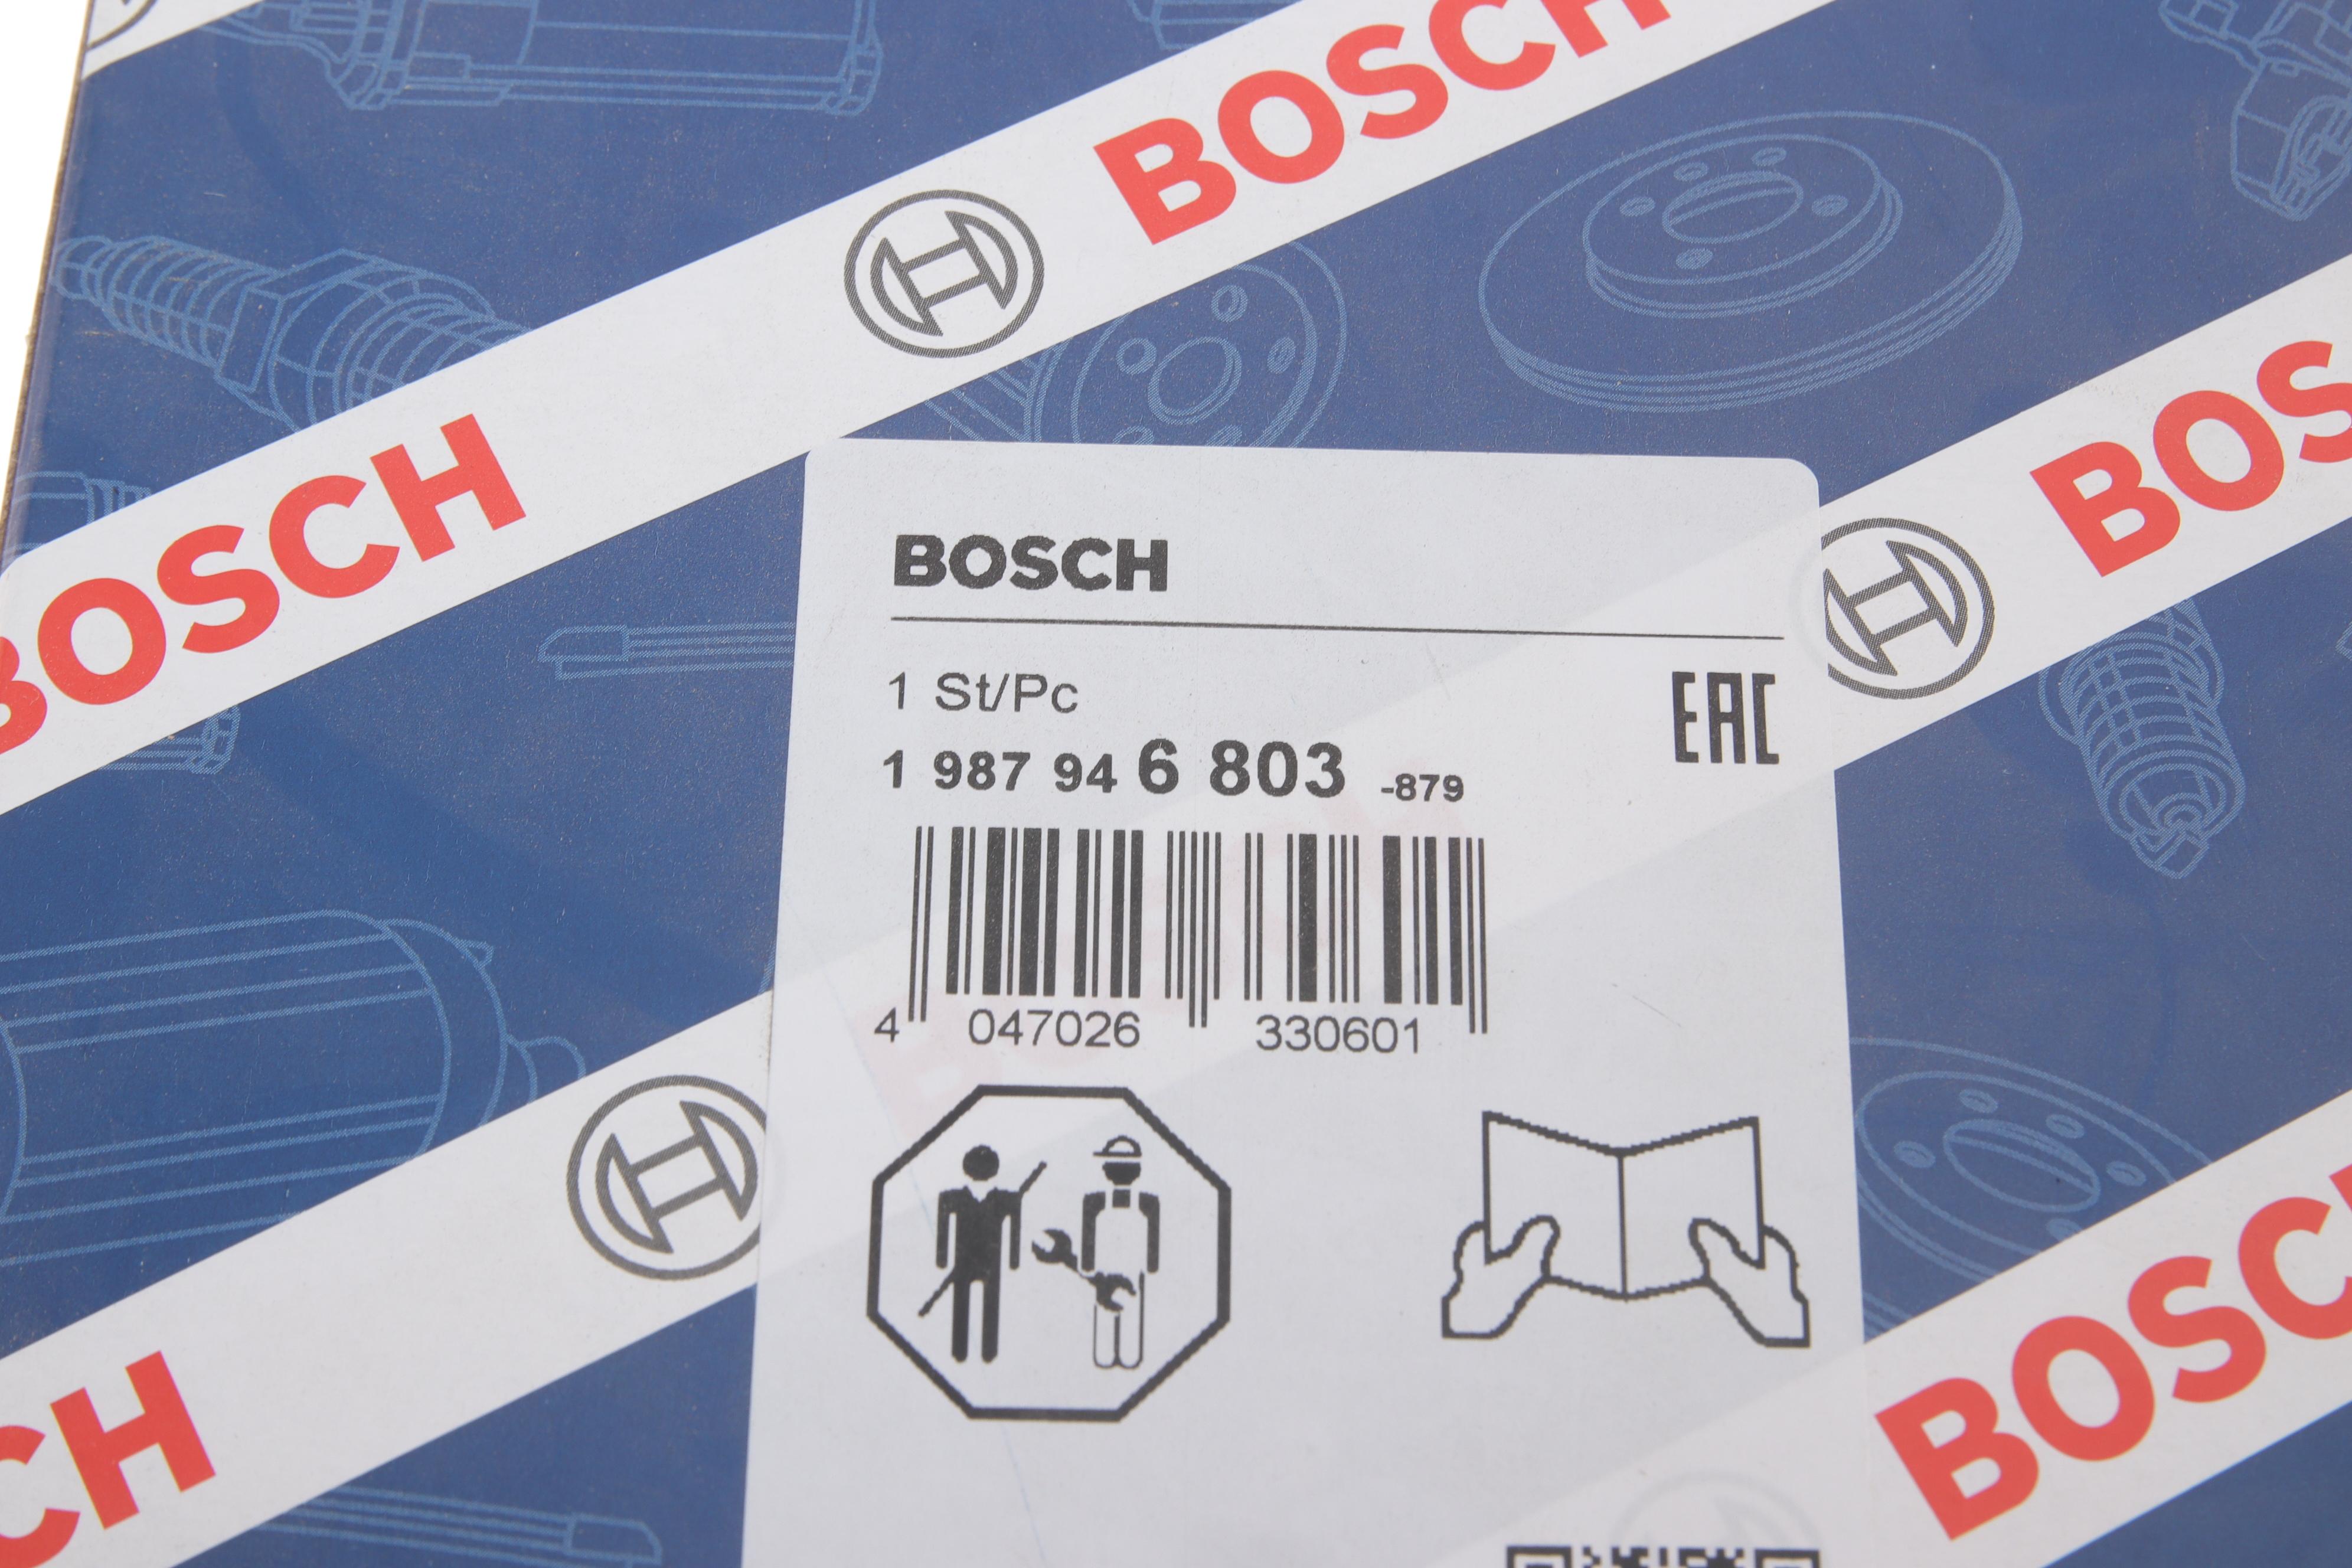 BOSCH
BOSCH
BOS
BOSCH
1 St/Pc
EAC
1 987 94 6 803 -879
4 047026 330601
CH
BOSC